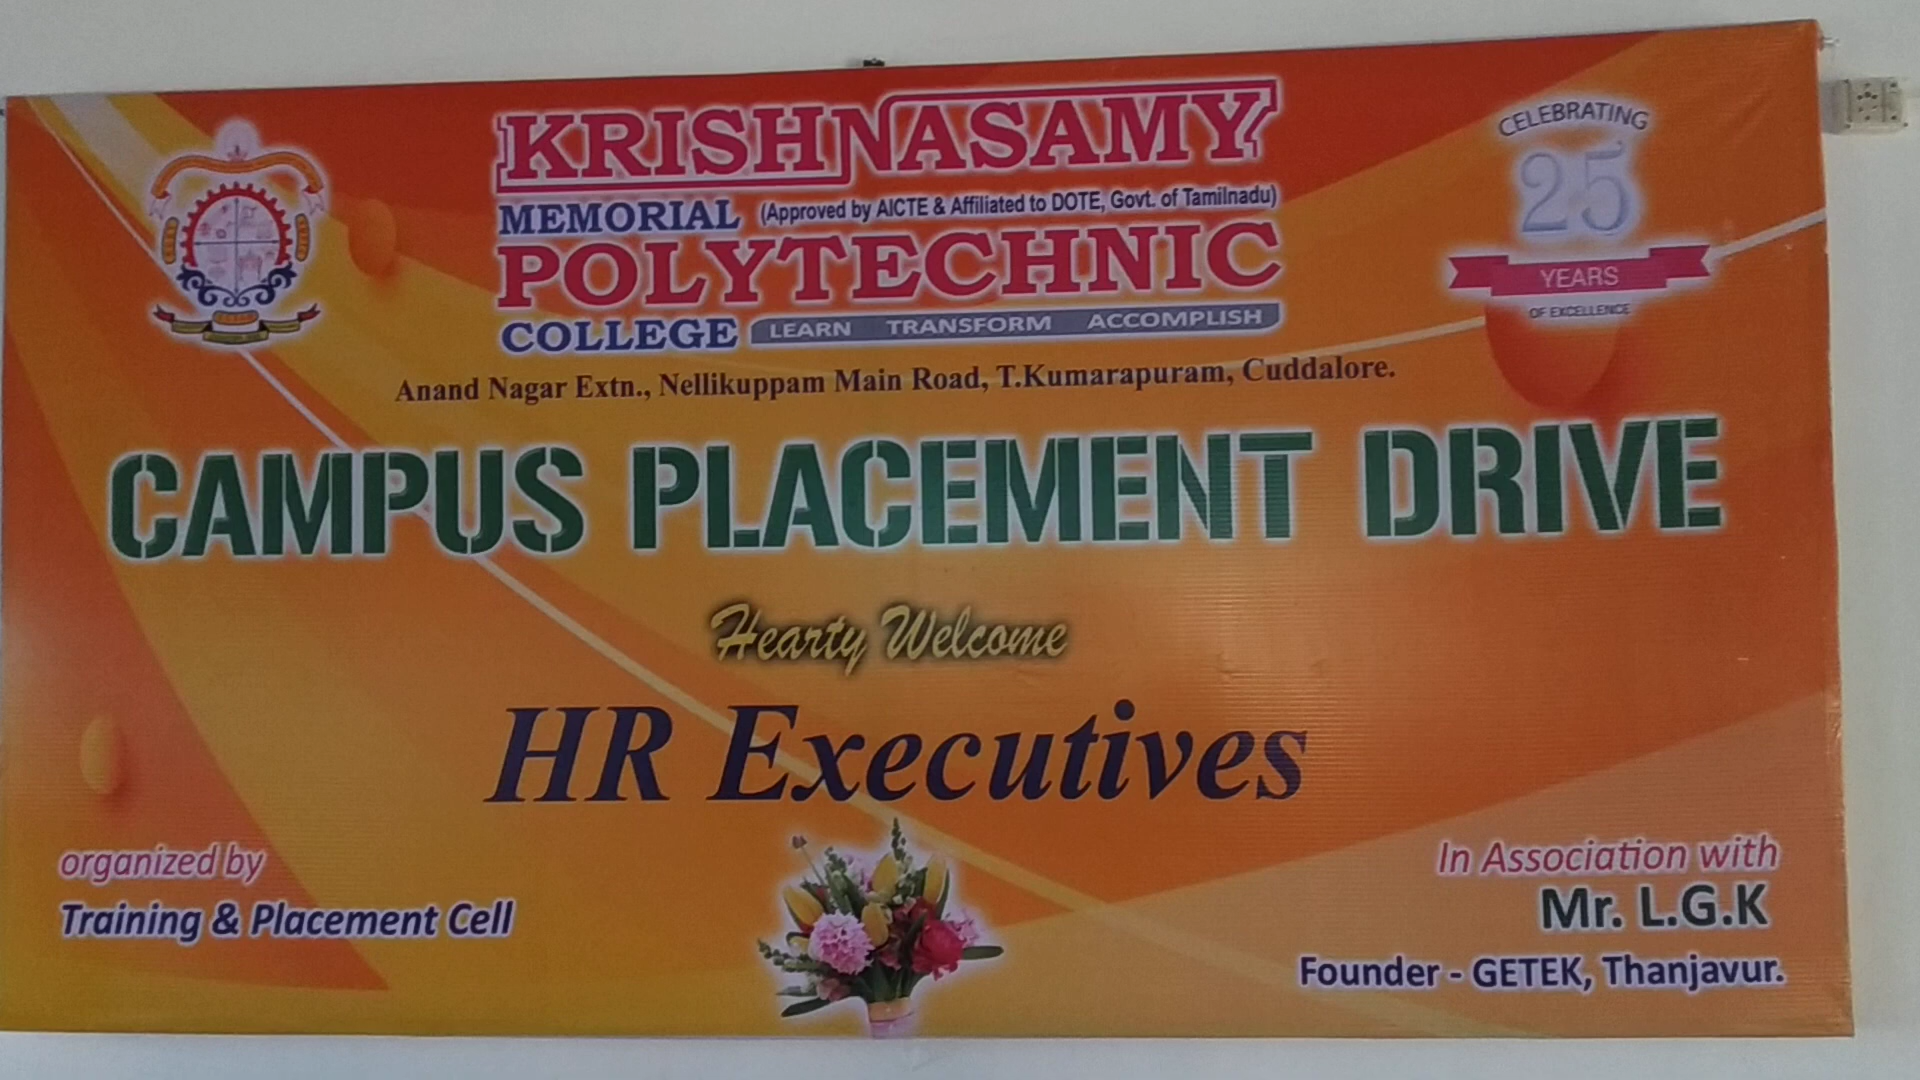 KRISHNASAMY
MEMORIAL (Approved by AICTE & Affiliated to DOTE, Govt. of Tamilnadu)
POLYTECHNIC
COLLEGE LEARN TRANSFORM ACCOMPLISH
Anand Nagar Extn., Nellikuppam Main Road, T.Kumarapuram, Cuddalore.
CELEBRATING
25
YEARS
OF EXCELLENCE
CAMPUS PLACEMENT DRIVE
Hearty Welcome
HR Executives
organized by
Training & Placement Cell
In Association with
Mr. L.G.K
Founder - GETEK, Thanjavur.